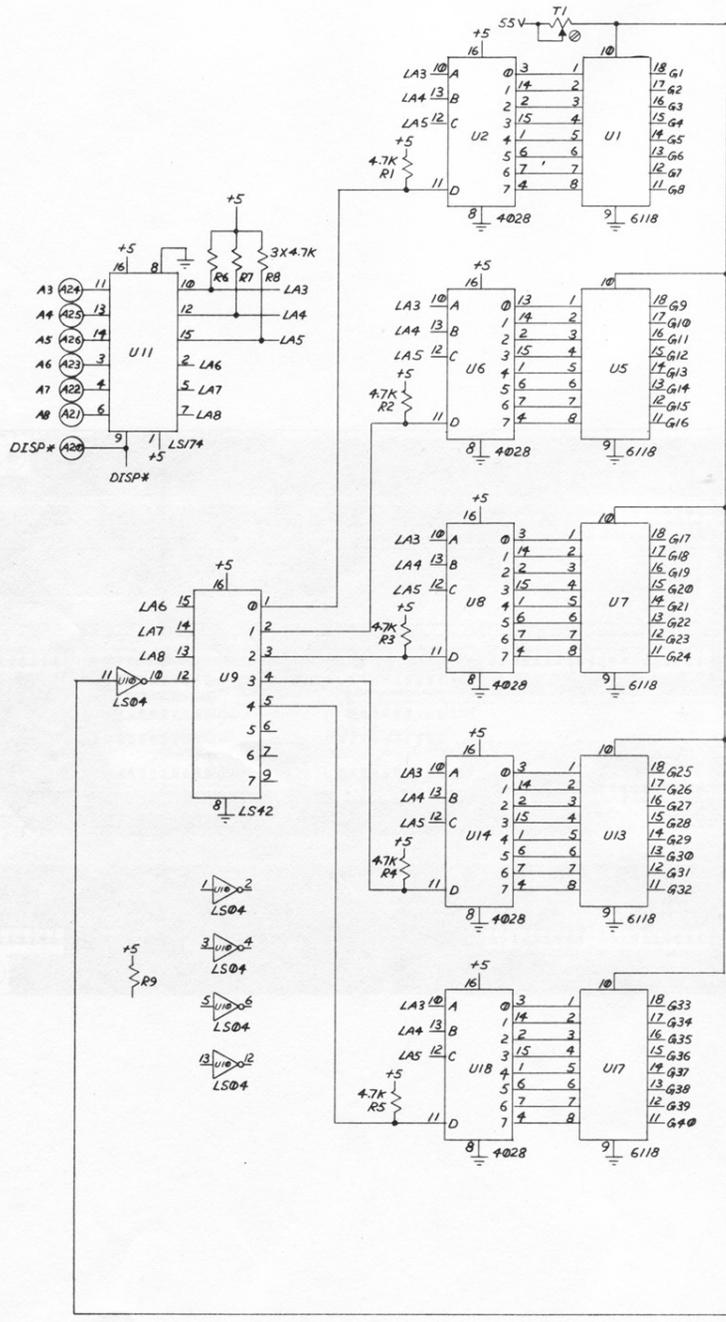 55V T1
+5
16 10
LA3 10 A 0 3 1 18 G1
1 14 2 17 G2
LA4 13 B 2 2 3 16 G3
LA5 12 C 3 15 4 15 G4
U2 U1
4 1 5 14 G5
5 6 6 13 G6
+5
4.7K
R1
6 7 7 12 G7
11 D 7 4 8 11 G8
8 4028 9 6118
+5
16 10
LA3 10 A 0 13 1 18 G9
1 14 2 17 G10
LA4 13 B 2 2 3 16 G11
LA5 12 C 3 15 4 15 G12
U6 U5
4 1 5 14 G13
5 6 6 13 G14
+5
4.7K
R2
6 7 7 12 G15
11 D 7 4 8 11 G16
8 4028 9 6118
+5
16 10
LA3 10 A 0 3 1 18 G17
1 14 2 17 G18
LA4 13 B 2 2 3 16 G19
LA5 12 C 3 15 4 15 G20
U8 U7
4 1 5 14 G21
5 6 6 13 G22
+5
4.7K
R3
6 7 7 12 G23
11 D 7 4 8 11 G24
8 4028 9 6118
+5
16 10
LA3 10 A 0 3 1 18 G25
1 14 2 17 G26
LA4 13 B 2 2 3 16 G27
LA5 12 C 3 15 4 15 G28
U14 U13
4 1 5 14 G29
5 6 6 13 G30
+5
4.7K
R4
6 7 7 12 G31
11 D 7 4 8 11 G32
8 4028 9 6118
+5
16 10
LA3 10 A 0 3 1 18 G33
1 14 2 17 G34
LA4 13 B 2 2 3 16 G35
LA5 12 C 3 15 4 15 G36
U18 U17
4 1 5 14 G37
5 6 6 13 G38
+5
4.7K
R5
6 7 7 12 G39
11 D 7 4 8 11 G40
8 4028 9 6118
+5
3X4.7K
R6 R7 R8
+5
16 8
A3 A24 11 10 LA3
A4 A25 13 12 LA4
A5 A26 14 15 LA5
U11
A6 A23 3 2 LA6
A7 A22 4 5 LA7
A8 A21 6 7 LA8
9 1 LS174
+5
DISP* A20
DISP*
+5
16
LA6 15 0 1
LA7 14 1 2
LA8 13 2 3
11 U10 10 12 U9 3 4
LS04
4 5
5 6
6 7
7 9
8 LS42
1 U10 2
LS04
3 U10 4
LS04
+5
R9
5 U10 6
LS04
13 U10 12
LS04